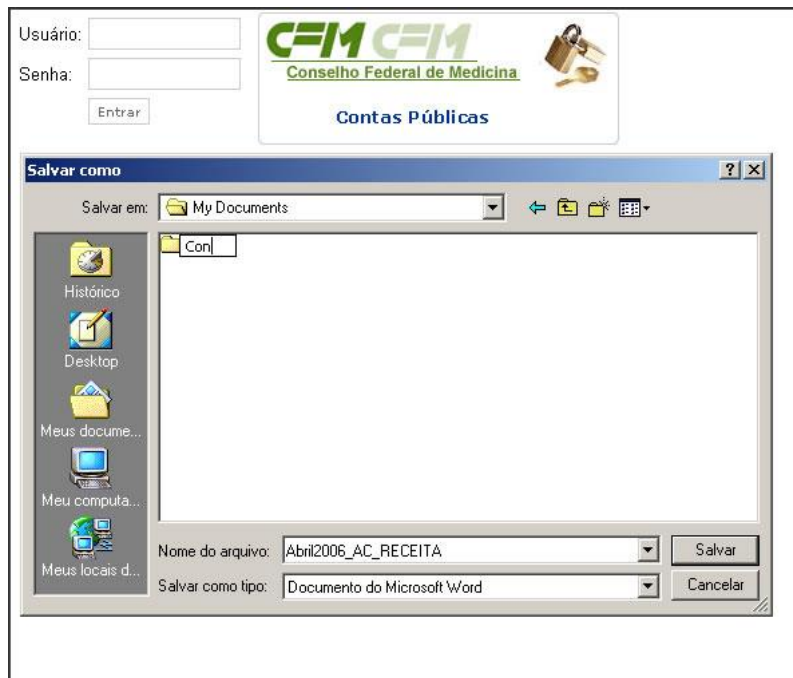 Usuário:
Senha:
Entrar
CFM CFM
Conselho Federal de Medicina
Contas Públicas
Salvar como
Salvar em: My Documents
Con
Histórico
Desktop
Meus docume...
Meu computa...
Meus locais d...
Nome do arquivo: Abril2006_AC_RECEITA Salvar
Salvar como tipo: Documento do Microsoft Word Cancelar